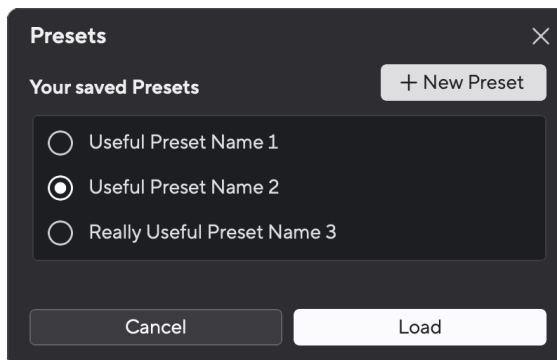 Presets
Your saved Presets
+ New Preset
Useful Preset Name 1
Useful Preset Name 2
Really Useful Preset Name 3
Cancel
Load